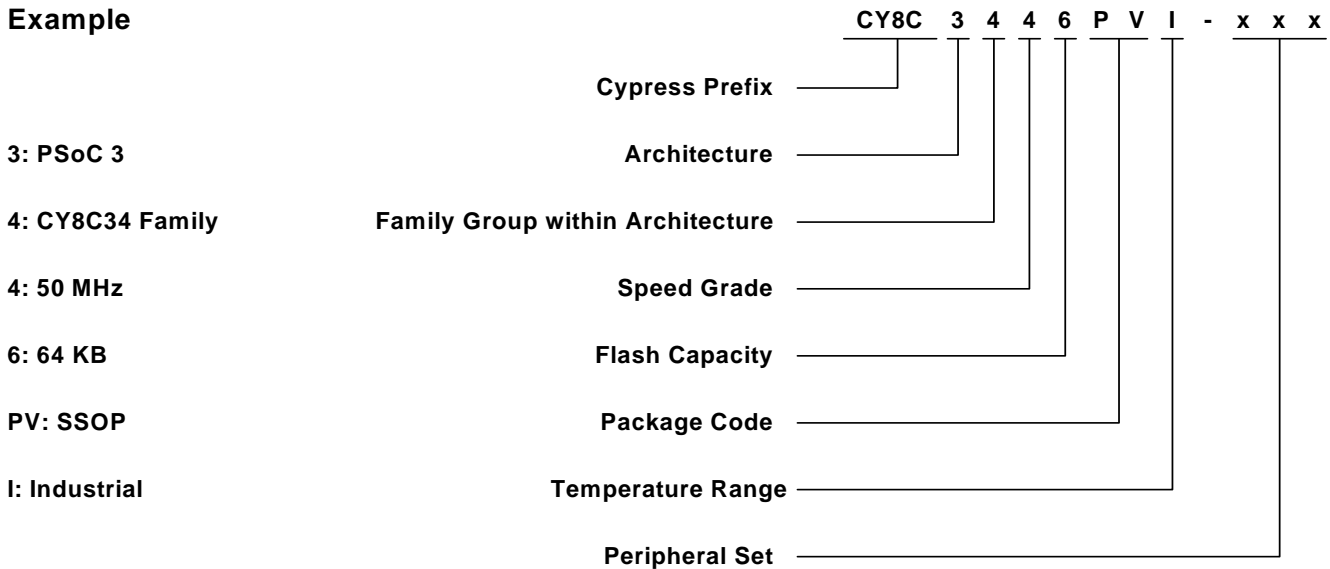 Example CY8C 3 4 4 6 P V I - x x x
Cypress Prefix
3: PSoC 3 Architecture
4: CY8C34 Family Family Group within Architecture
4: 50 MHz Speed Grade
6: 64 KB Flash Capacity
PV: SSOP Package Code
I: Industrial Temperature Range
Peripheral Set